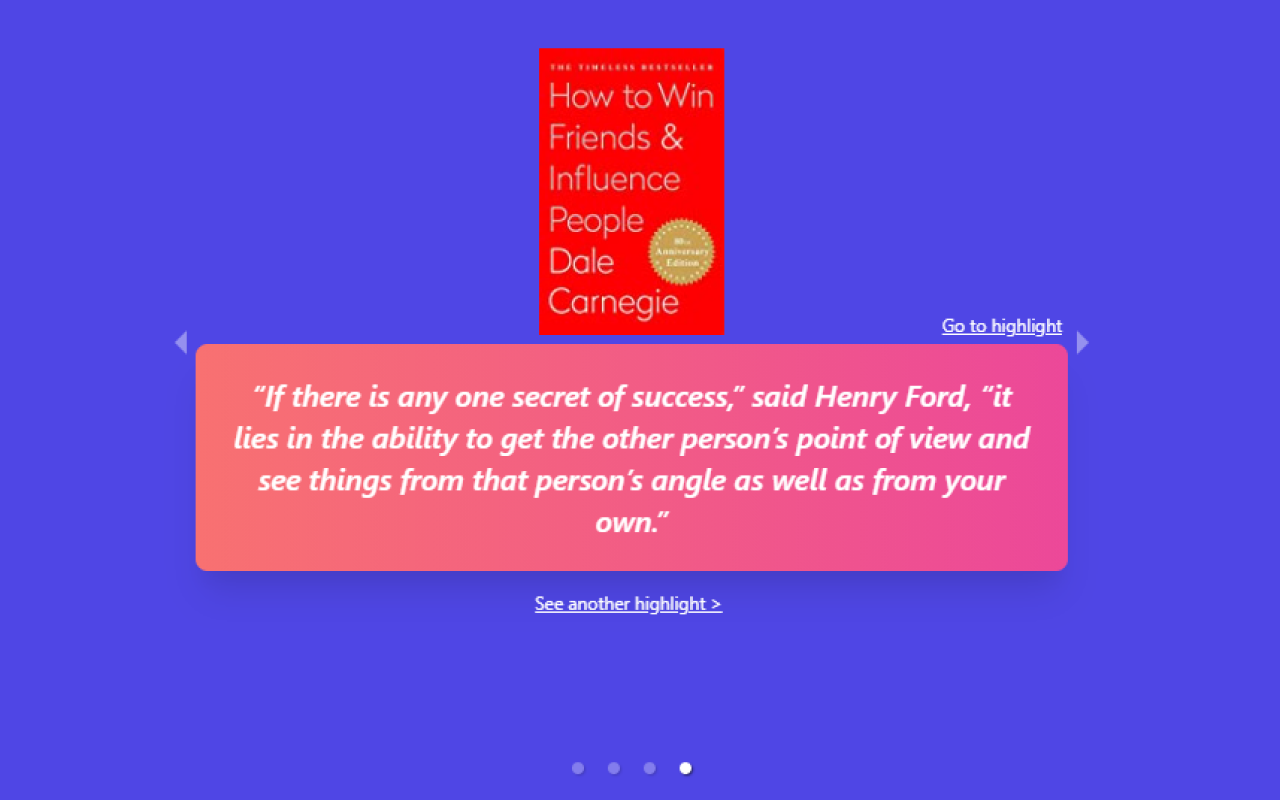 THE TIMELESS BESTSELLER
How to Win
Friends &
Influence
People
Dale
Carnegie
Anniversary
Edition
Go to highlight
“If there is any one secret of success,” said Henry Ford, “it
lies in the ability to get the other person’s point of view and
see things from that person’s angle as well as from your
own.”
See another highlight >